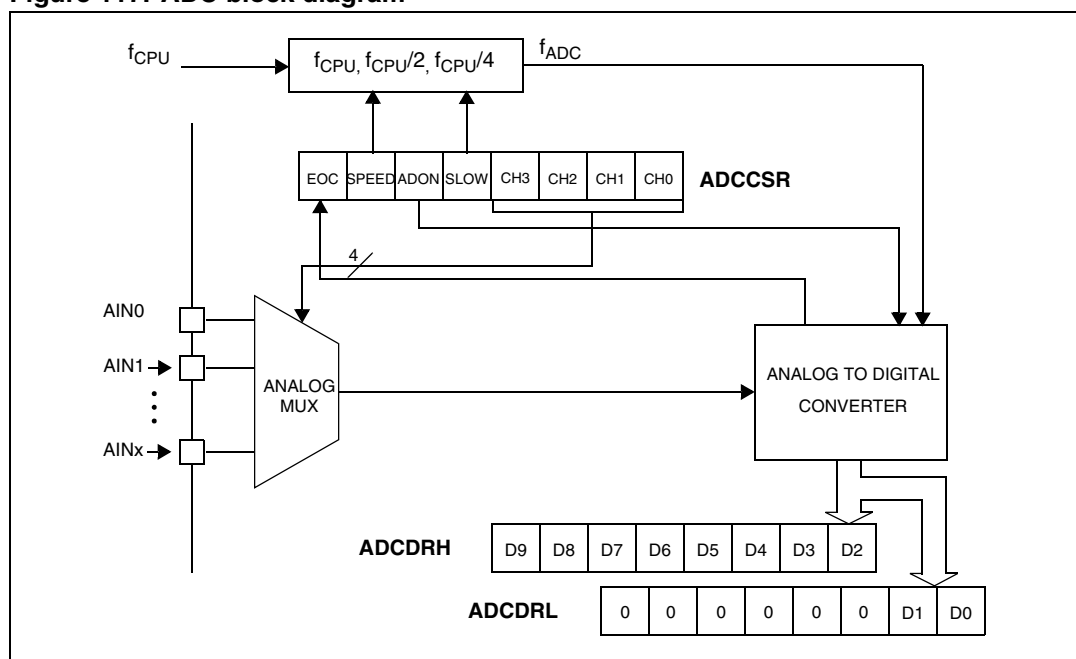 Figure ADC block diagram
fCPU
fCPU, fCPU/2, fCPU/4
fADC
EOC SPEED ADON SLOW CH3 CH2 CH1 CH0
ADCCSR
4
AIN0
AIN1
AINx
ANALOG
MUX
ANALOG TO DIGITAL
CONVERTER
ADCDRH
D9 D8 D7 D6 D5 D4 D3 D2
ADCDRL
0 0 0 0 0 0 D1 D0